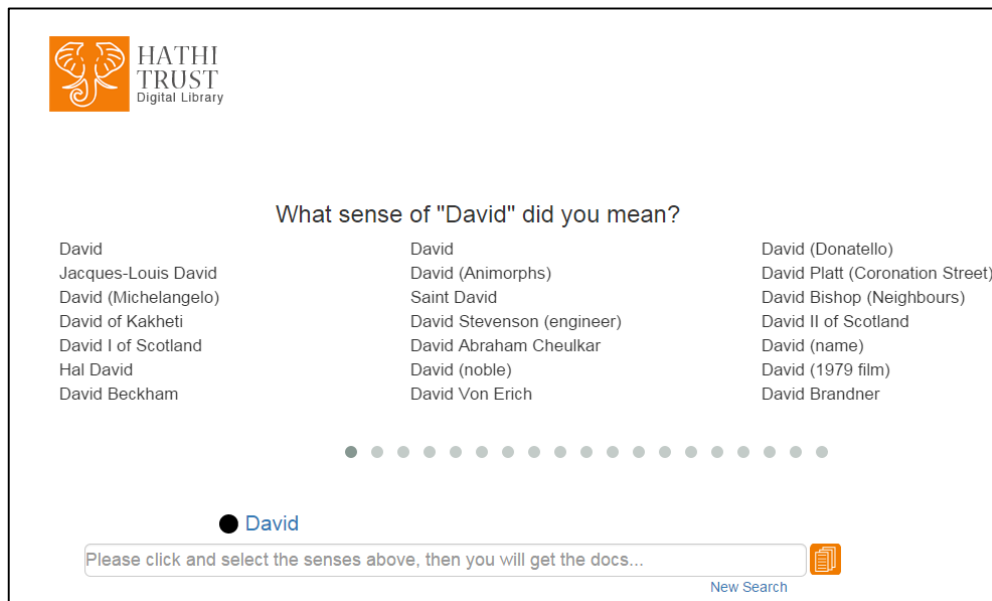 HATHI
TRUST
Digital Library
What sense of "David" did you mean?
David David David (Donatello)
Jacques-Louis David David (Animorphs) David Platt (Coronation Street)
David (Michelangelo) Saint David David Bishop (Neighbours)
David of Kakheti David Stevenson (engineer) David II of Scotland
David I of Scotland David Abraham Cheulkar David (name)
Hal David David (noble) David (1979 film)
David Beckham David Von Erich David Brandner
David
Please click and select the senses above, then you will get the docs...
New Search